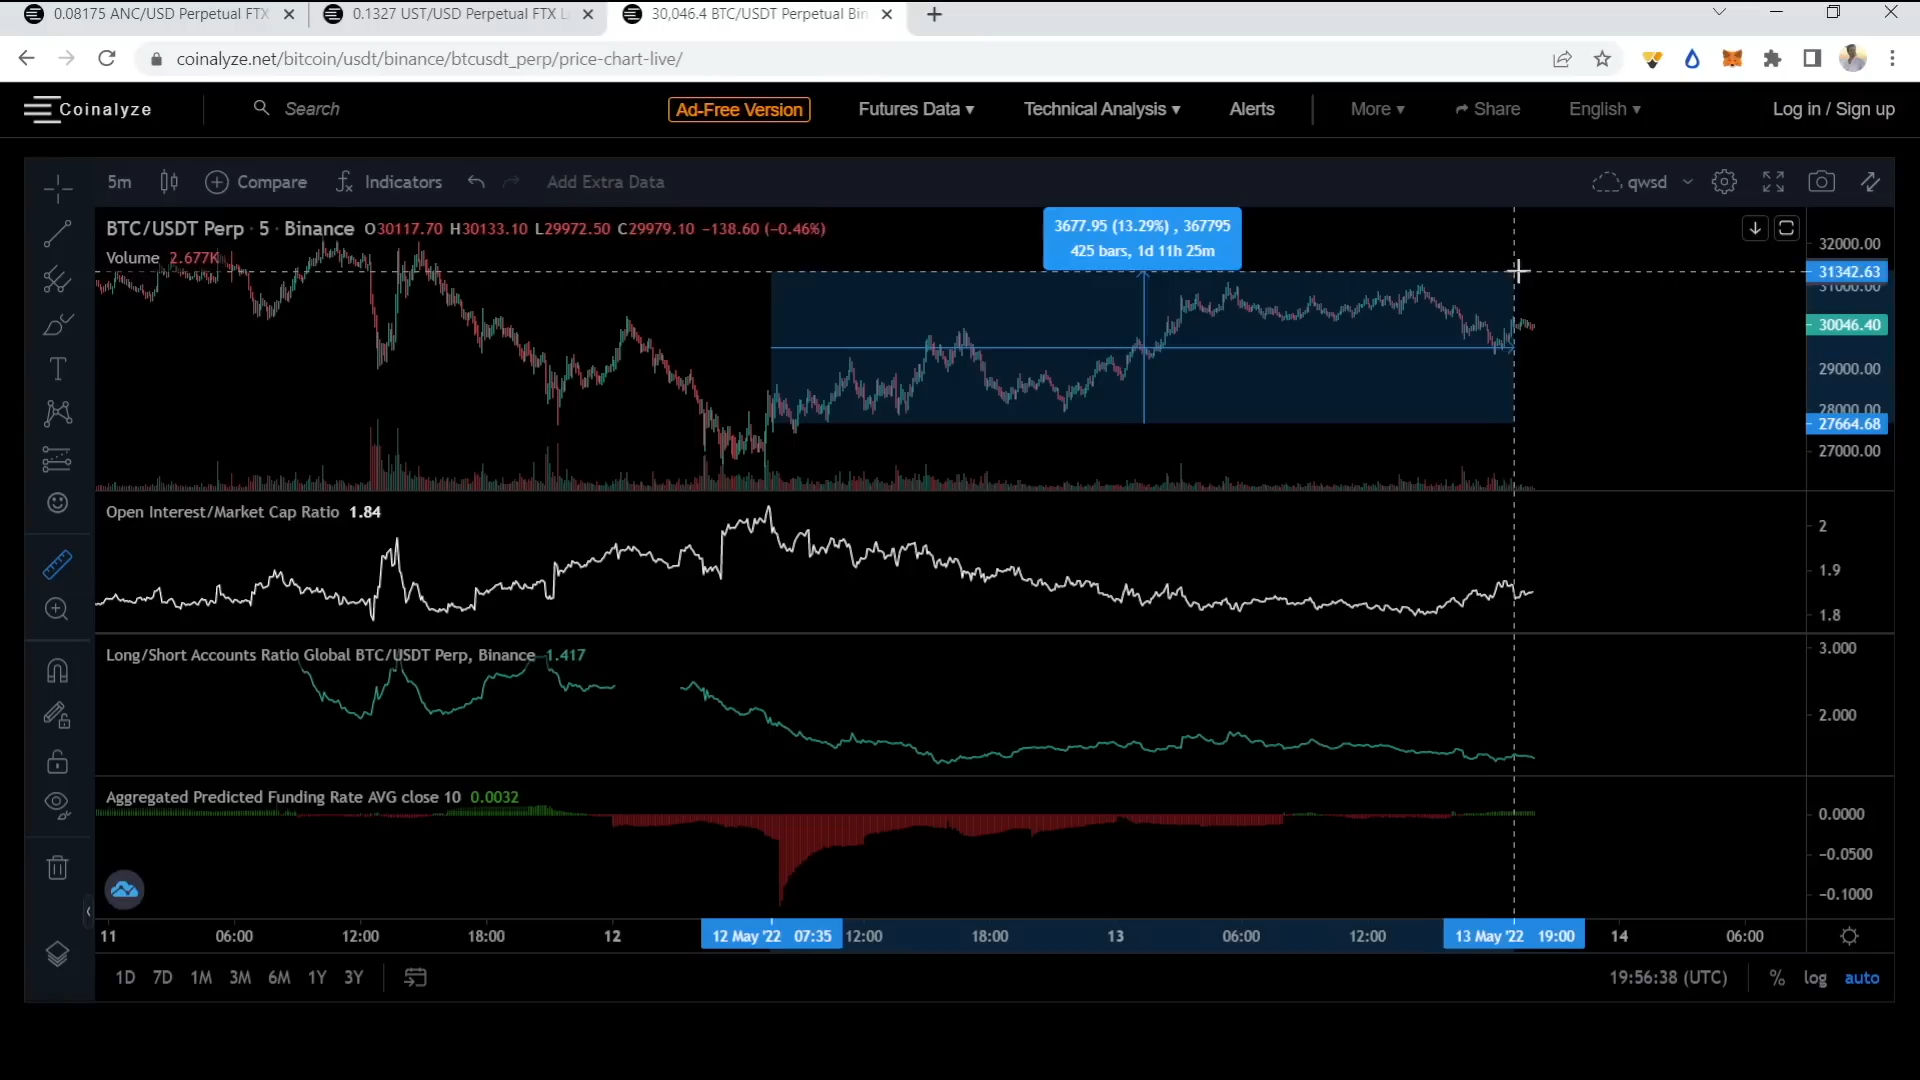 0.08175 ANC/USD Perpetual FTX
0.1327 UST/USD Perpetual FTX
30,046.4 BTC/USDT Perpetual Bin
coinalyze.net/bitcoin/usdt/binance/btcusdt_perp/price-chart-live/
Coinalyze
Search
Ad-Free Version
Futures Data
Technical Analysis
Alerts
More
Share
English
Log in / Sign up
5m
Compare
Indicators
Add Extra Data
qwsd
BTC/USDT Perp · 5 · Binance O30117.70 H30133.10 L29972.50 C29979.10 −138.60 (−0.46%)
Volume 2.677K
3677.95 (13.29%) , 367795
425 bars, 1d 11h 25m
32000.00
31342.63
31000.00
30046.40
29000.00
28000.00
27664.68
27000.00
Open Interest/Market Cap Ratio 1.84
2
1.9
1.8
Long/Short Accounts Ratio Global BTC/USDT Perp, Binance 1.417
3.000
2.000
Aggregated Predicted Funding Rate AVG close 10 0.0032
0.0000
−0.0500
−0.1000
11 06:00 12:00 18:00 12 12 May '22 07:35 12:00 18:00 13 06:00 12:00 13 May '22 19:00 14 06:00
1D 7D 1M 3M 6M 1Y 3Y
19:56:38 (UTC) % log auto